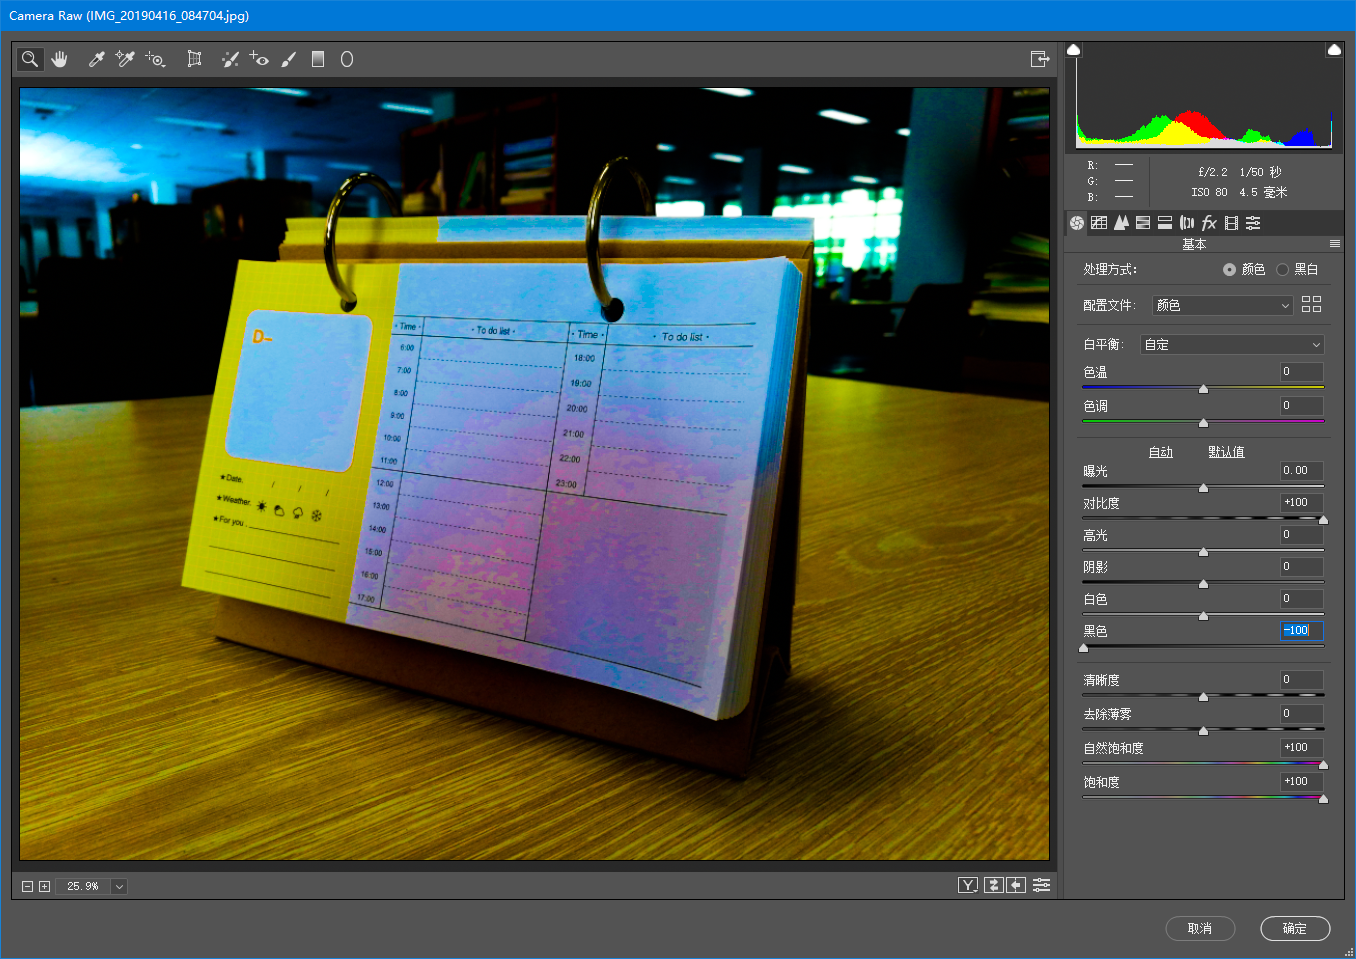 Camera Raw (IMG_20190416_084704.jpg)
R:
G:
B:
f/2.2 1/50 秒
ISO 80 4.5 毫米
fx
基本
处理方式: 颜色 黑白
配置文件: 颜色
白平衡: 自定
色温 0
色调 0
自动 默认值
曝光 0.00
对比度 +100
高光 0
阴影 0
白色 0
黑色 -100
清晰度 0
去除薄雾 0
自然饱和度 +100
饱和度 +100
D-
★Date. / / /
★Weather.
★For you.
Time To do list Time To do list
6:00
7:00
8:00
9:00
10:00
11:00
12:00
13:00
14:00
15:00
16:00
17:00
18:00
19:00
20:00
21:00
22:00
23:00
25.9% Y
取消 确定